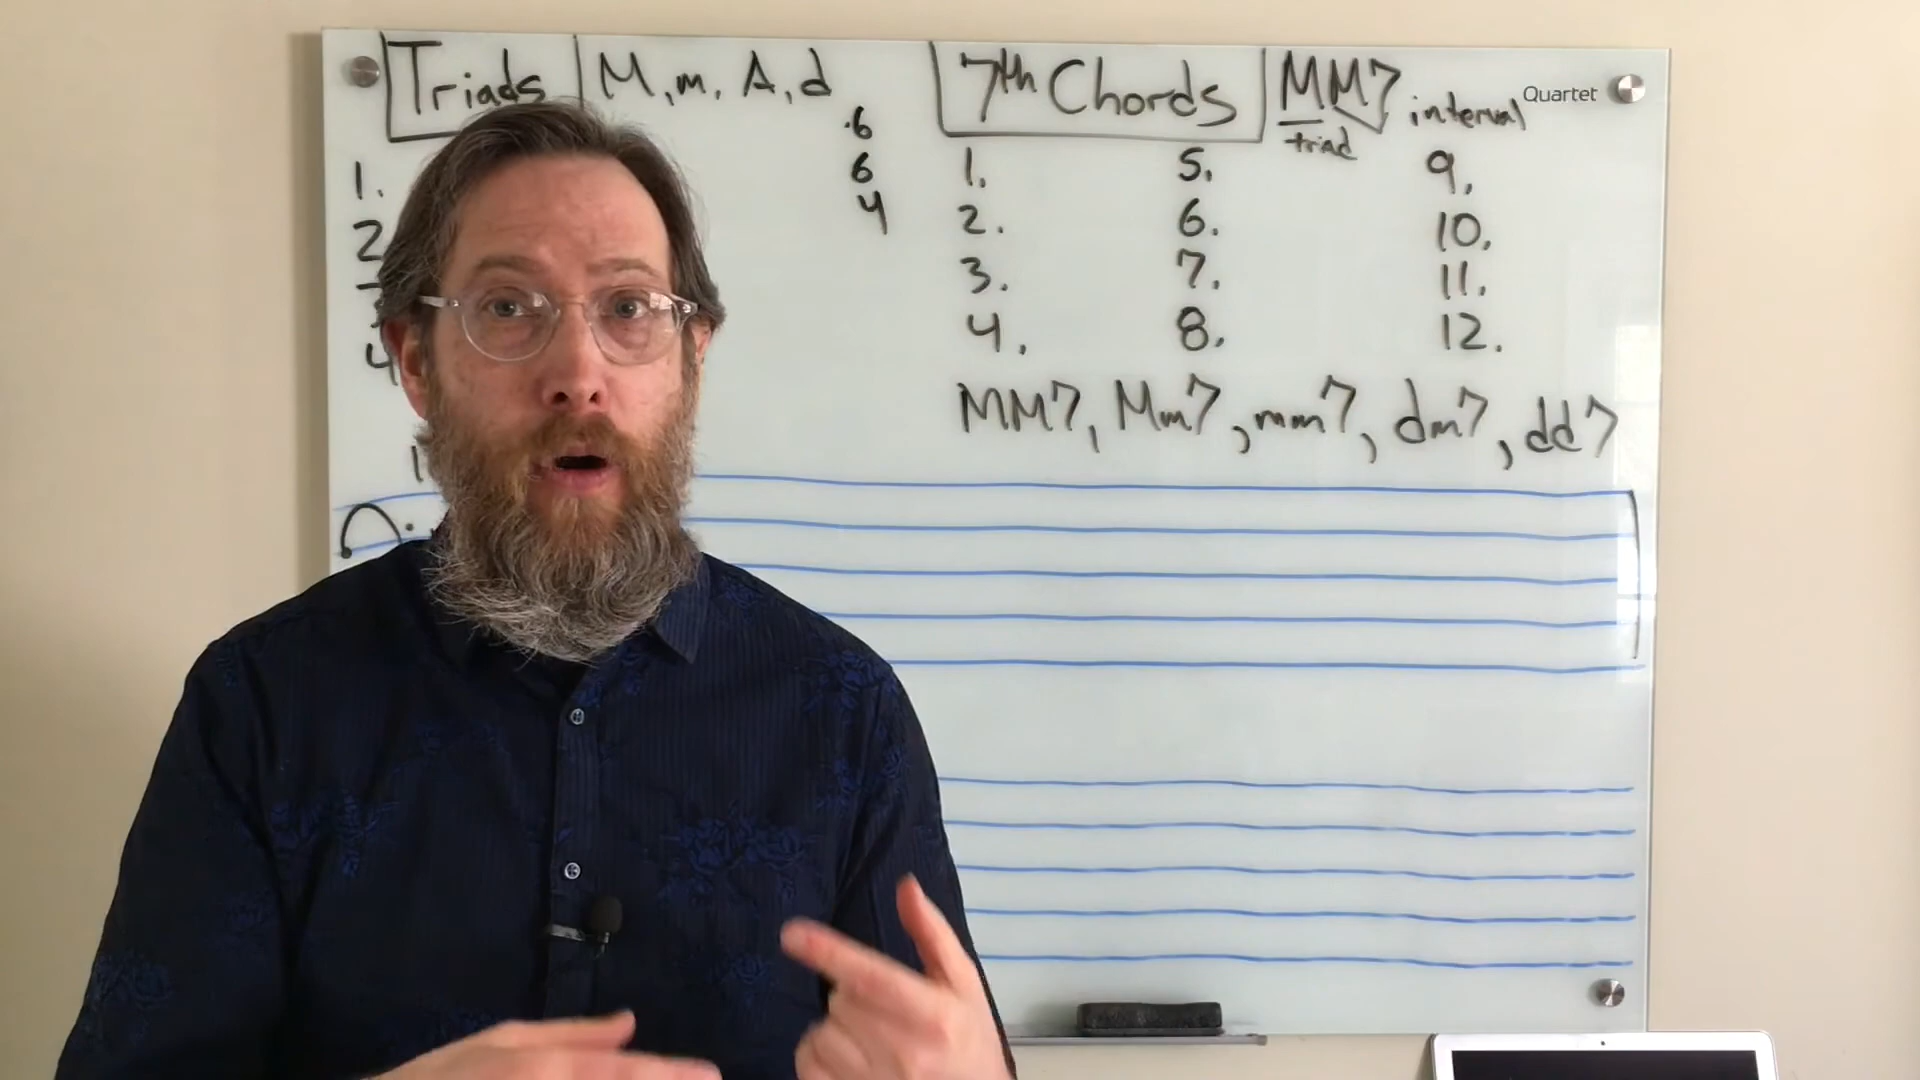 Triads M, m, A, d
6
6
4
1.
2
4
1
7th Chords MM7 interval
triad
Quartet
1. 5. 9.
2. 6. 10.
3. 7. 11.
4. 8. 12.
MM7, Mm7, mm7, dm7, dd7